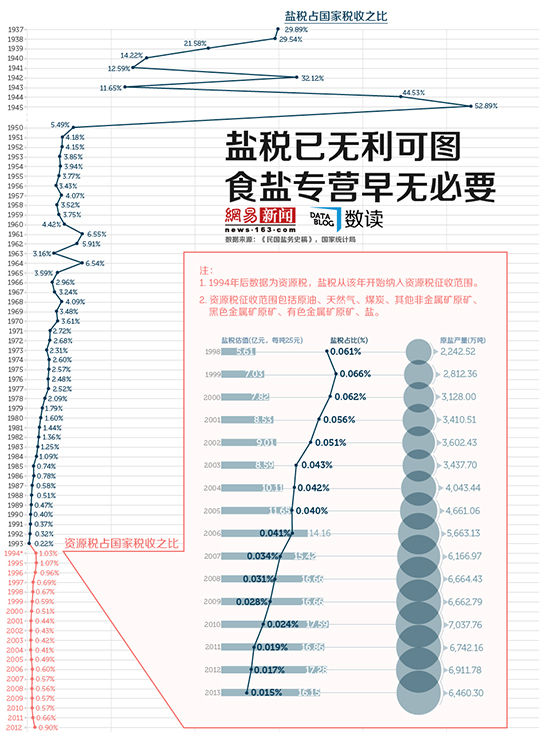 盐税占国家税收之比
1937 29.89%
1938 29.54%
1939 21.58%
1940 14.22%
1941 12.59%
1942 32.12%
1943 11.65%
1944 44.53%
1945 52.89%
1950 5.49%
1951 4.18%
1952 4.15%
1953 3.85%
1954 3.94%
1955 3.77%
1956 3.43%
1957 4.07%
1958 3.52%
1959 3.75%
1960 4.42%
1961 6.55%
1962 5.91%
1963 3.16%
1964 6.54%
1965 3.59%
1966 2.96%
1967 3.24%
1968 4.09%
1969 3.48%
1970 3.61%
1971 2.72%
1972 2.68%
1973 2.31%
1974 2.60%
1975 2.57%
1976 2.48%
1977 2.52%
1978 2.09%
1979 1.79%
1980 1.60%
1981 1.44%
1982 1.36%
1983 1.25%
1984 1.09%
1985 0.74%
1986 0.78%
1987 0.58%
1988 0.51%
1989 0.47%
1990 0.40%
1991 0.37%
1992 0.32%
1993 0.22%
资源税占国家税收之比
1994* 1.03%
1995 1.07%
1996 0.96%
1997 0.69%
1998 0.67%
1999 0.59%
2000 0.51%
2001 0.44%
2002 0.43%
2003 0.42%
2004 0.41%
2005 0.49%
2006 0.60%
2007 0.57%
2008 0.56%
2009 0.57%
2010 0.57%
2011 0.66%
2012 0.90%
盐税已无利可图
食盐专营早无必要
網易 新闻 DATA BLOG 数读
news·163·com
数据来源:《民国盐务史稿》,国家统计局
注:
1. 1994年后数据为资源税,盐税从该年开始纳入资源税征收范围。
2. 资源税征收范围包括原油、天然气、煤炭、其他非金属矿原矿、
黑色金属矿原矿、有色金属矿原矿、盐。
盐税估值(亿元,每吨25元) 盐税占比(%) 原盐产量(万吨)
1998 5.61 0.061% 2,242.52
1999 7.03 0.066% 2,812.36
2000 7.82 0.062% 3,128.00
2001 8.53 0.056% 3,410.51
2002 9.01 0.051% 3,602.43
2003 8.59 0.043% 3,437.70
2004 10.11 0.042% 4,043.44
2005 11.65 0.040% 4,661.06
2006 0.041% 14.16 5,663.13
2007 0.034% 15.42 6,166.97
2008 0.031% 16.66 6,664.43
2009 0.028% 16.66 6,662.79
2010 0.024% 17.59 7,037.76
2011 0.019% 16.86 6,742.16
2012 0.017% 17.28 6,911.78
2013 0.015% 16.15 6,460.30